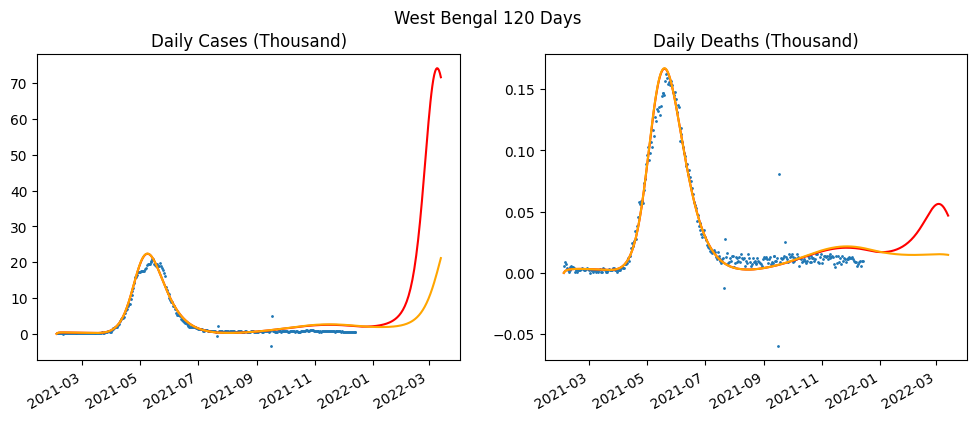 West Bengal 120 Days
Daily Cases (Thousand)
70
60
50
40
30
20
10
0
2021-03 2021-05 2021-07 2021-09 2021-11 2022-01 2022-03
Daily Deaths (Thousand)
0.15
0.10
0.05
0.00
−0.05
2021-03 2021-05 2021-07 2021-09 2021-11 2022-01 2022-03